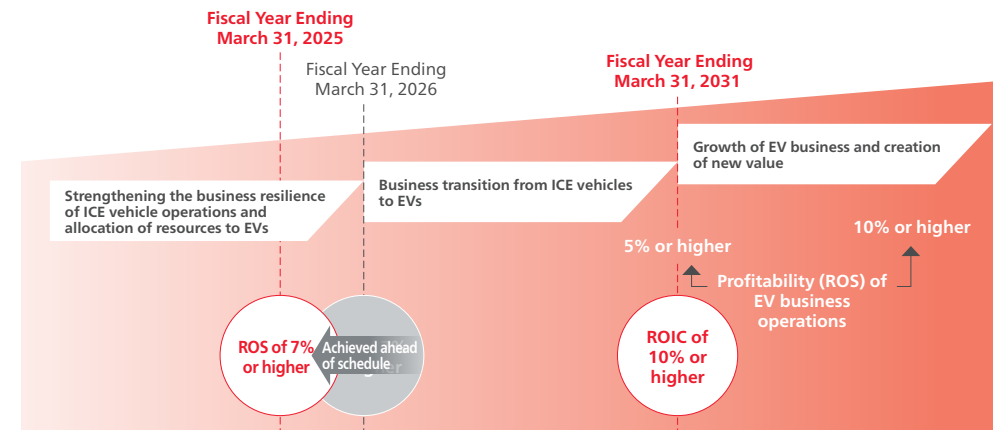 Fiscal Year Ending
March 31, 2025
Fiscal Year Ending
March 31, 2026
Fiscal Year Ending
March 31, 2031
Growth of EV business and creation
of new value
Business transition from ICE vehicles
to EVs
Strengthening the business resilience
of ICE vehicle operations and
allocation of resources to EVs
5% or higher
10% or higher
Profitability (ROS) of
EV business
operations
ROS of 7%
or higher
Achieved ahead
of schedule
ROIC of
10% or
higher